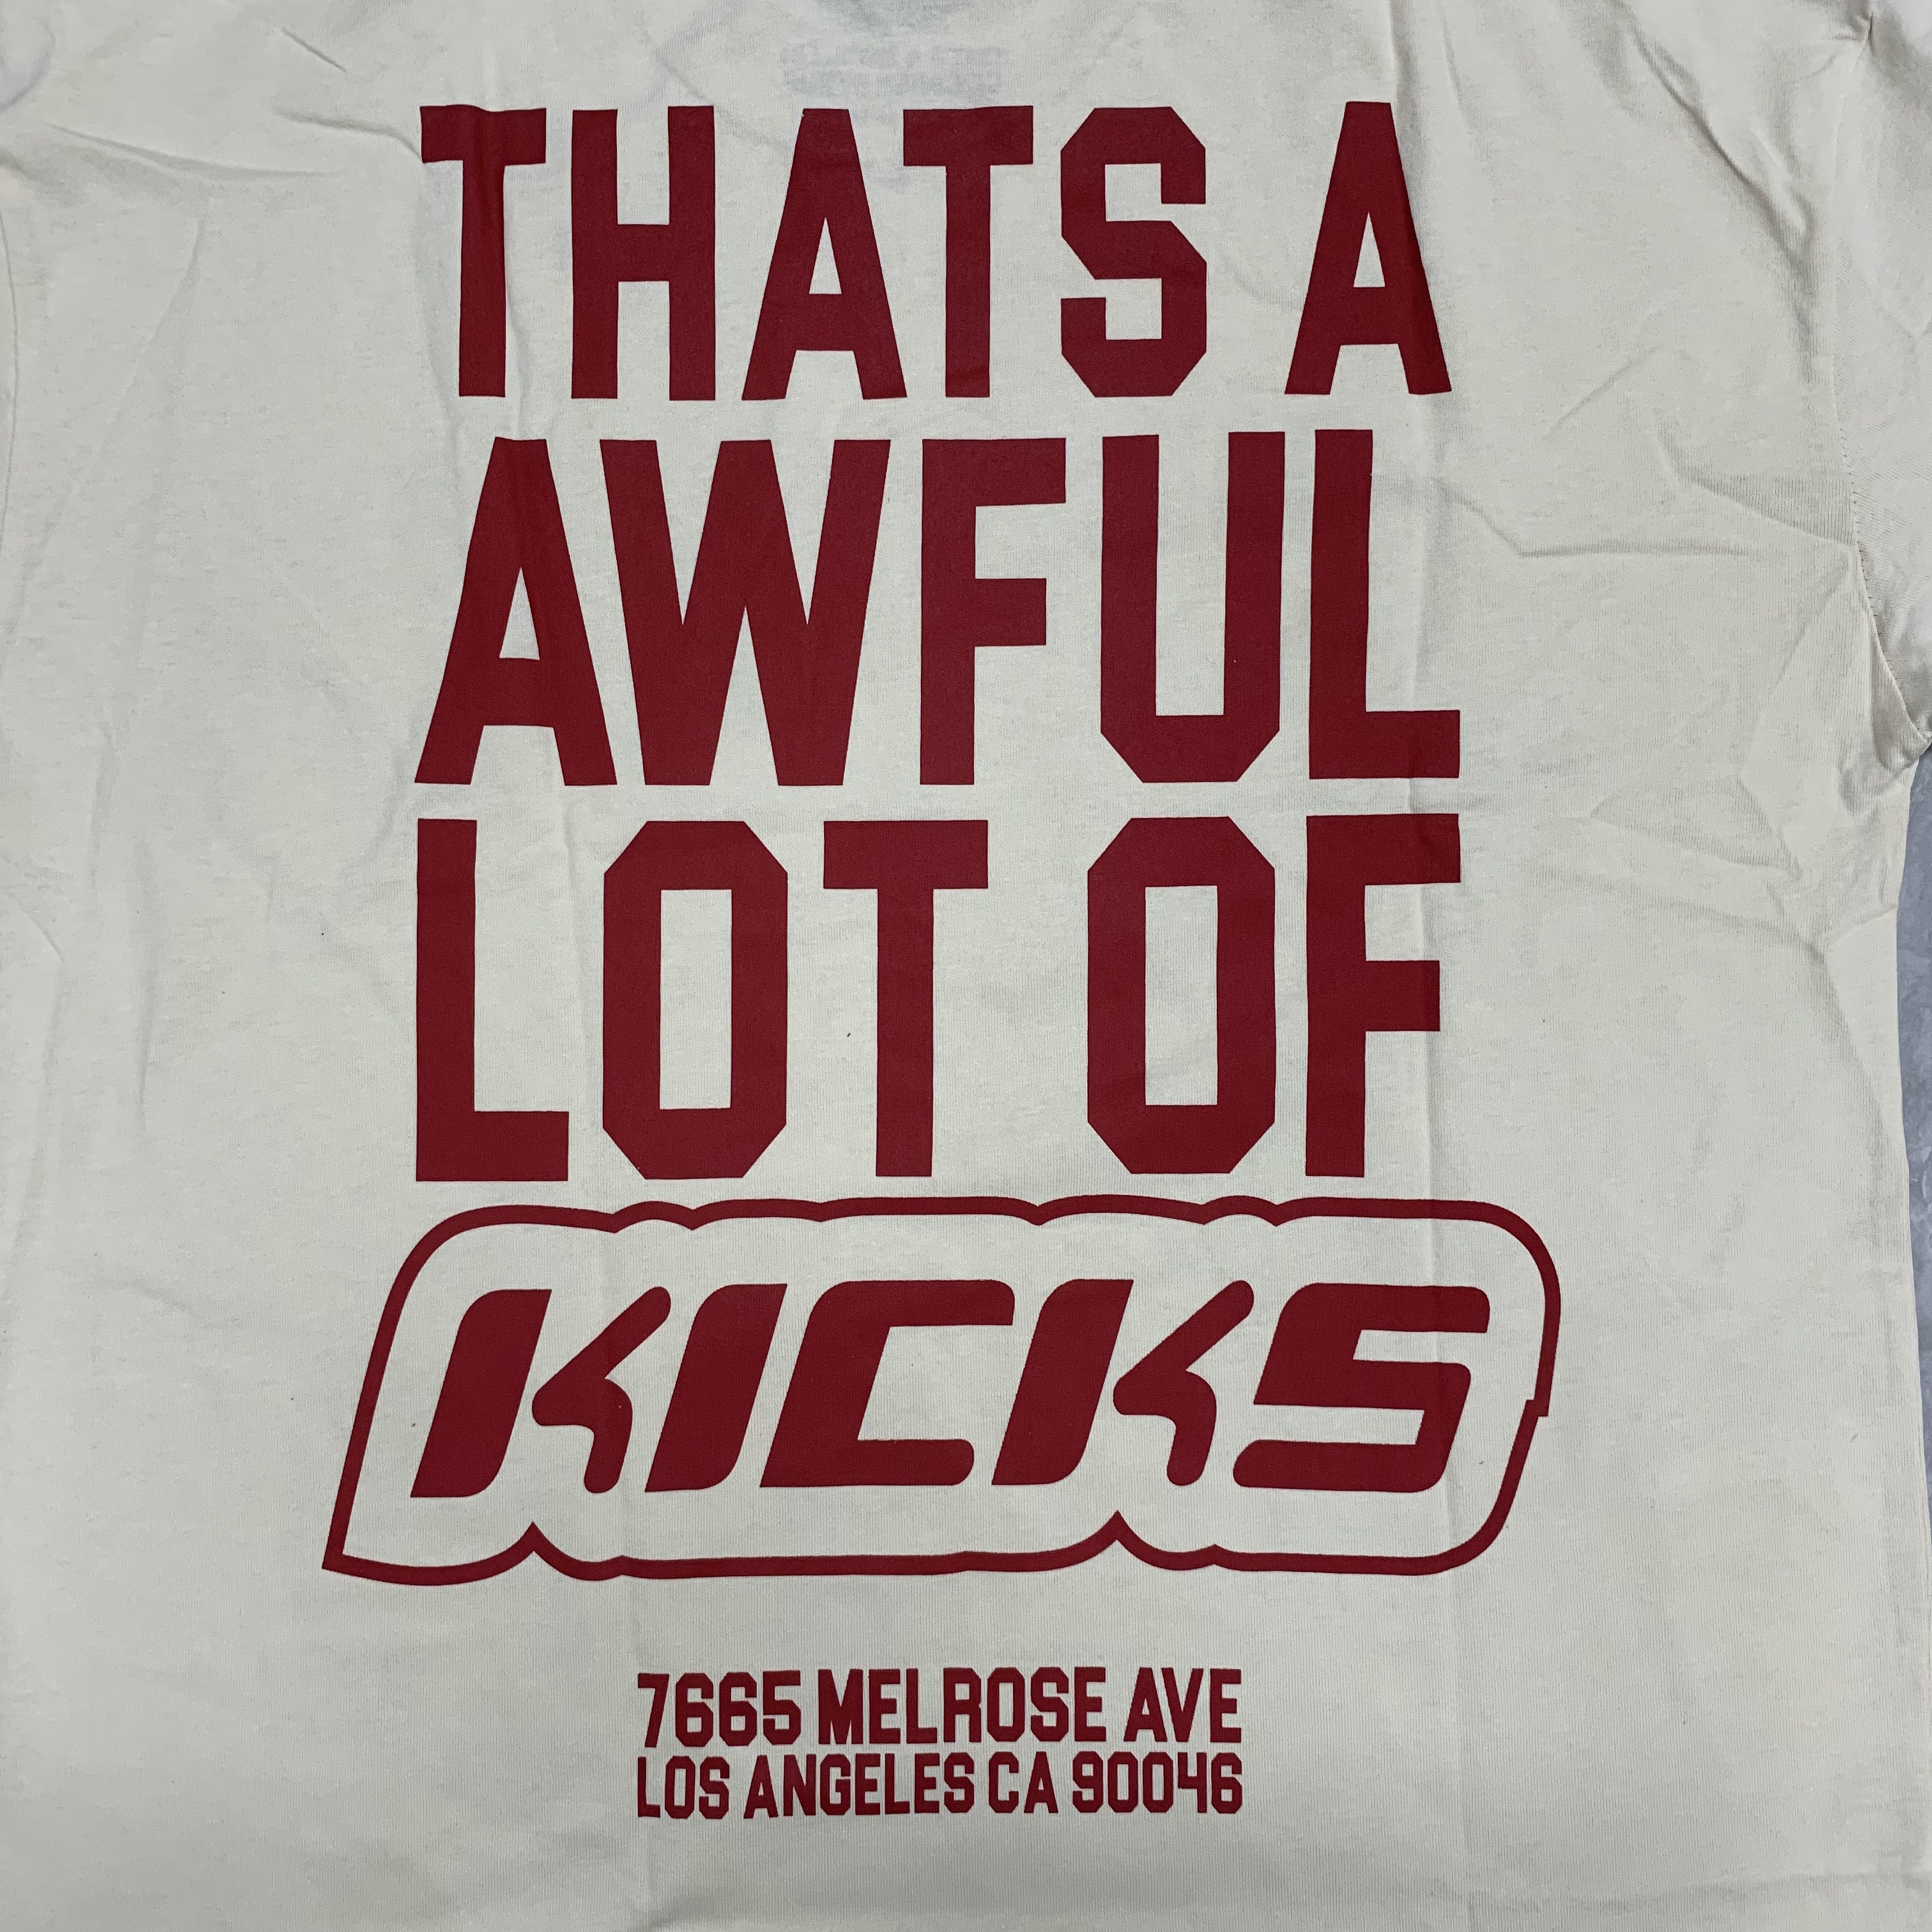 THATS A
AWFUL
LOT OF
KICKS
7665 MELROSE AVE
LOS ANGELES CA 90046